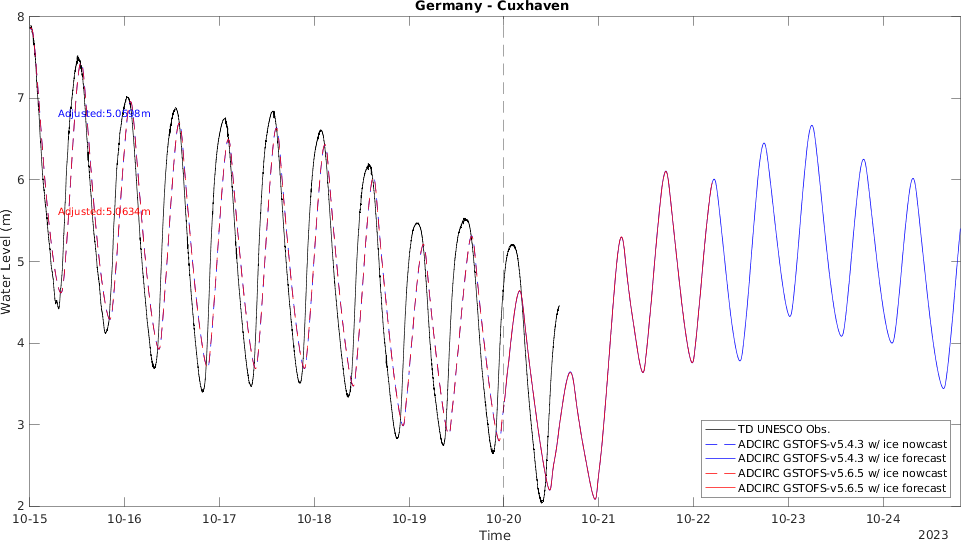 Germany - Cuxhaven
8
7
6
5
4
3
2
Water Level (m)
Adjusted:5.0698m
Adjusted:5.0634m
TD UNESCO Obs.
ADCIRC GSTOFS-v5.4.3 w/ ice nowcast
ADCIRC GSTOFS-v5.4.3 w/ ice forecast
ADCIRC GSTOFS-v5.6.5 w/ ice nowcast
ADCIRC GSTOFS-v5.6.5 w/ ice forecast
10-15 10-16 10-17 10-18 10-19 10-20 10-21 10-22 10-23 10-24
Time
2023